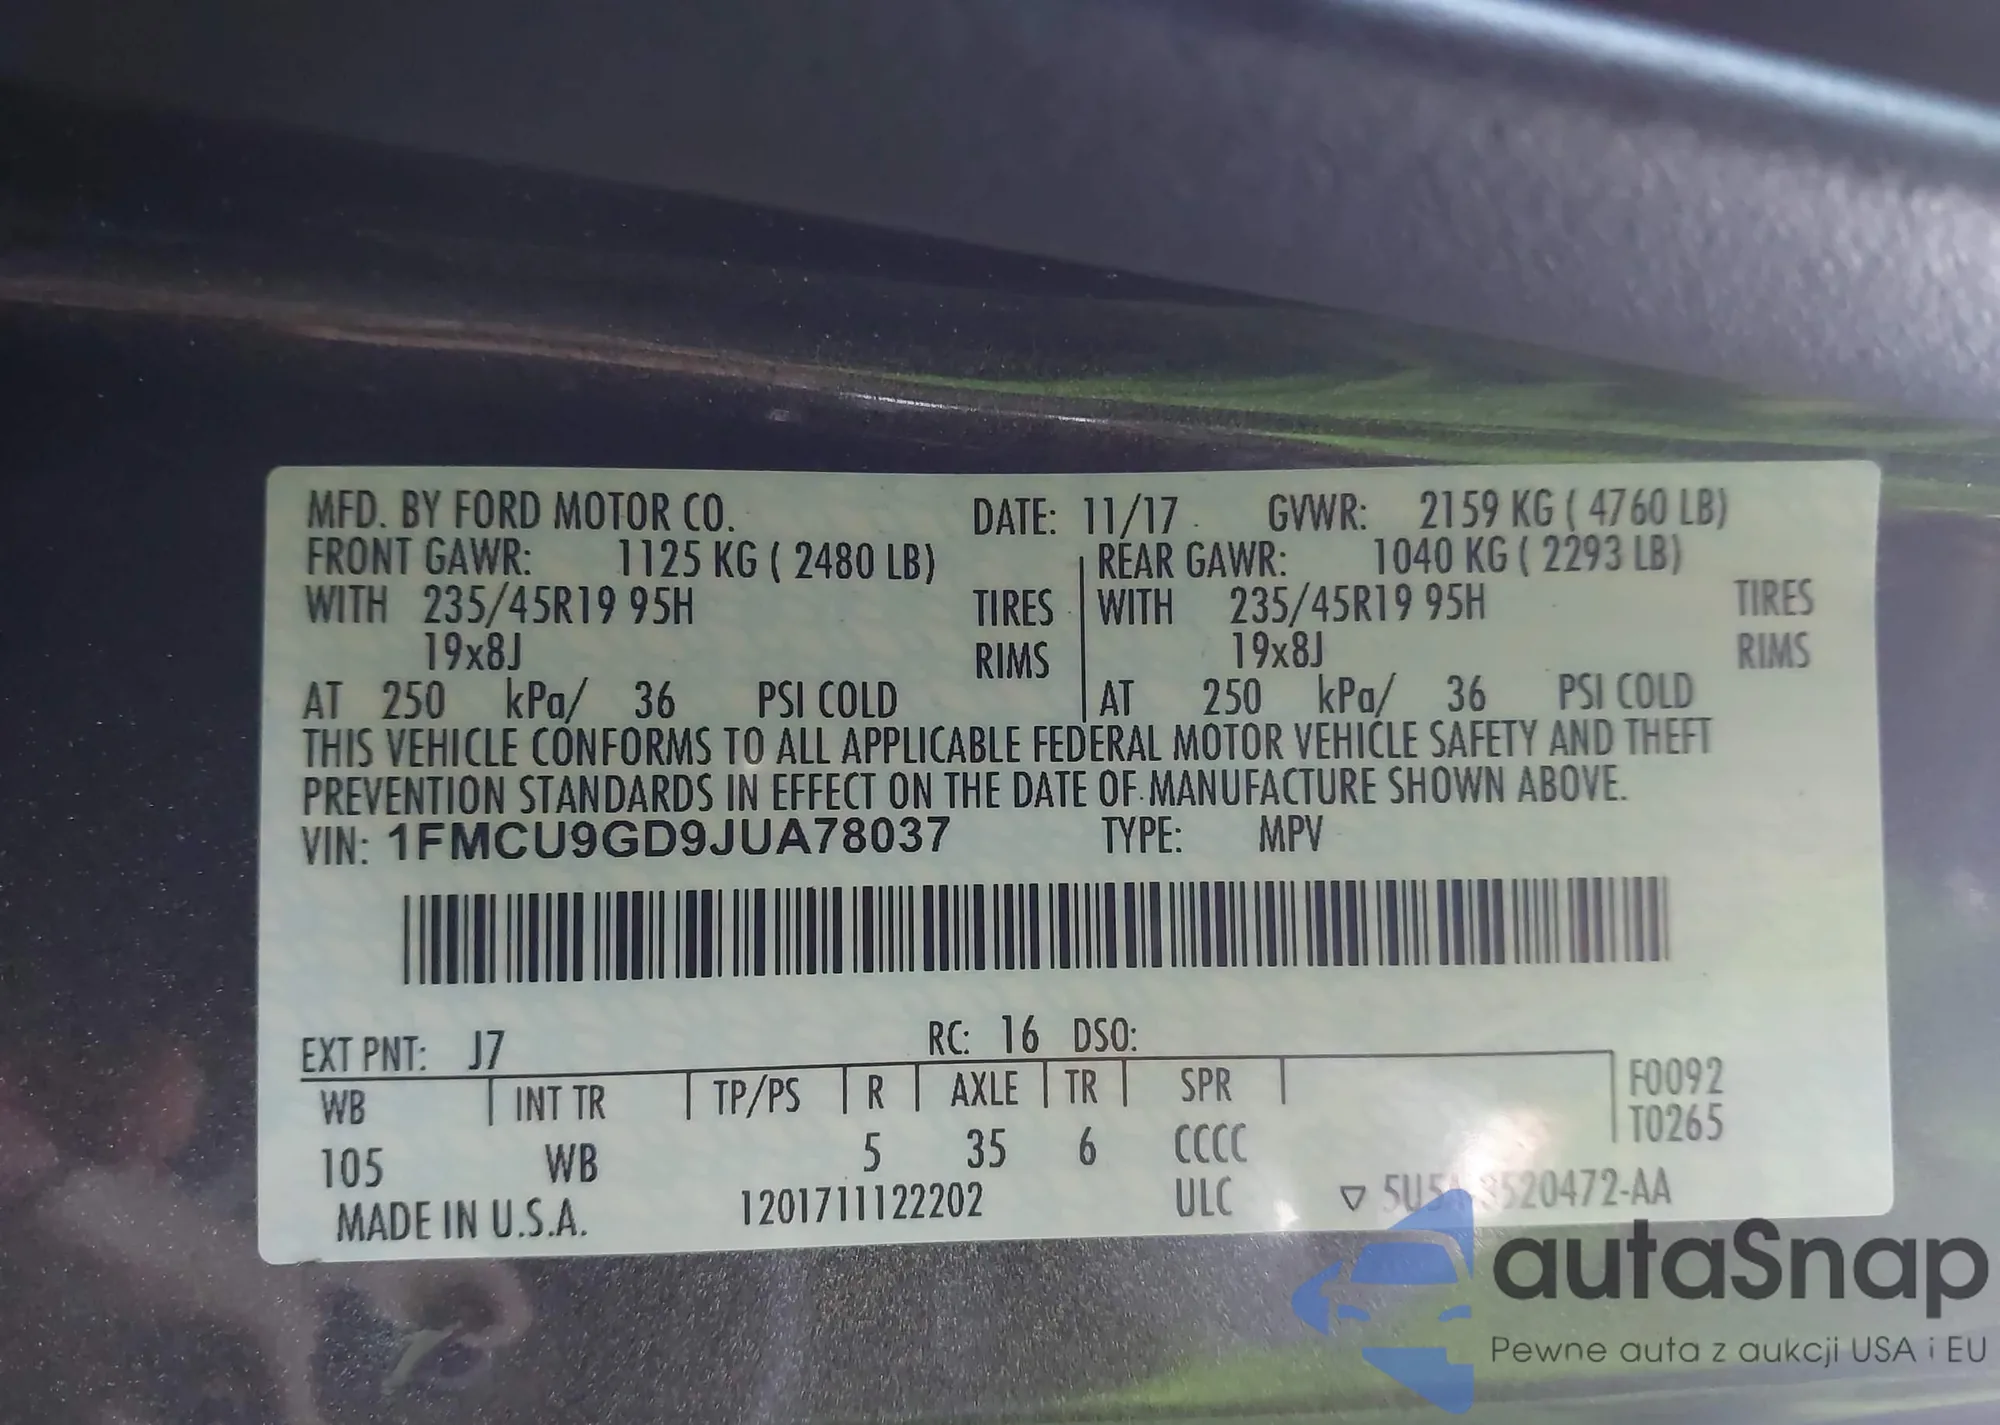 MFD. BY FORD MOTOR CO. DATE: 11/17 GVWR: 2159 KG ( 4760 LB)
FRONT GAWR: 1125 KG ( 2480 LB) REAR GAWR: 1040 KG ( 2293 LB)
WITH 235/45R19 95H TIRES WITH 235/45R19 95H TIRES
19x8J RIMS 19x8J RIMS
AT 250 kPa/ 36 PSI COLD AT 250 kPa/ 36 PSI COLD
THIS VEHICLE CONFORMS TO ALL APPLICABLE FEDERAL MOTOR VEHICLE SAFETY AND THEFT
PREVENTION STANDARDS IN EFFECT ON THE DATE OF MANUFACTURE SHOWN ABOVE.
VIN: 1FMCU9GD9JUA78037 TYPE: MPV
EXT PNT: J7 RC: 16 DSO:
WB INT TR TP/PS R AXLE TR SPR F0092
T0265
105 WB 5 35 6 CCCC
MADE IN U.S.A. 1201711122202 ULC
autaSnap
Pewne auta z aukcji USA i EU